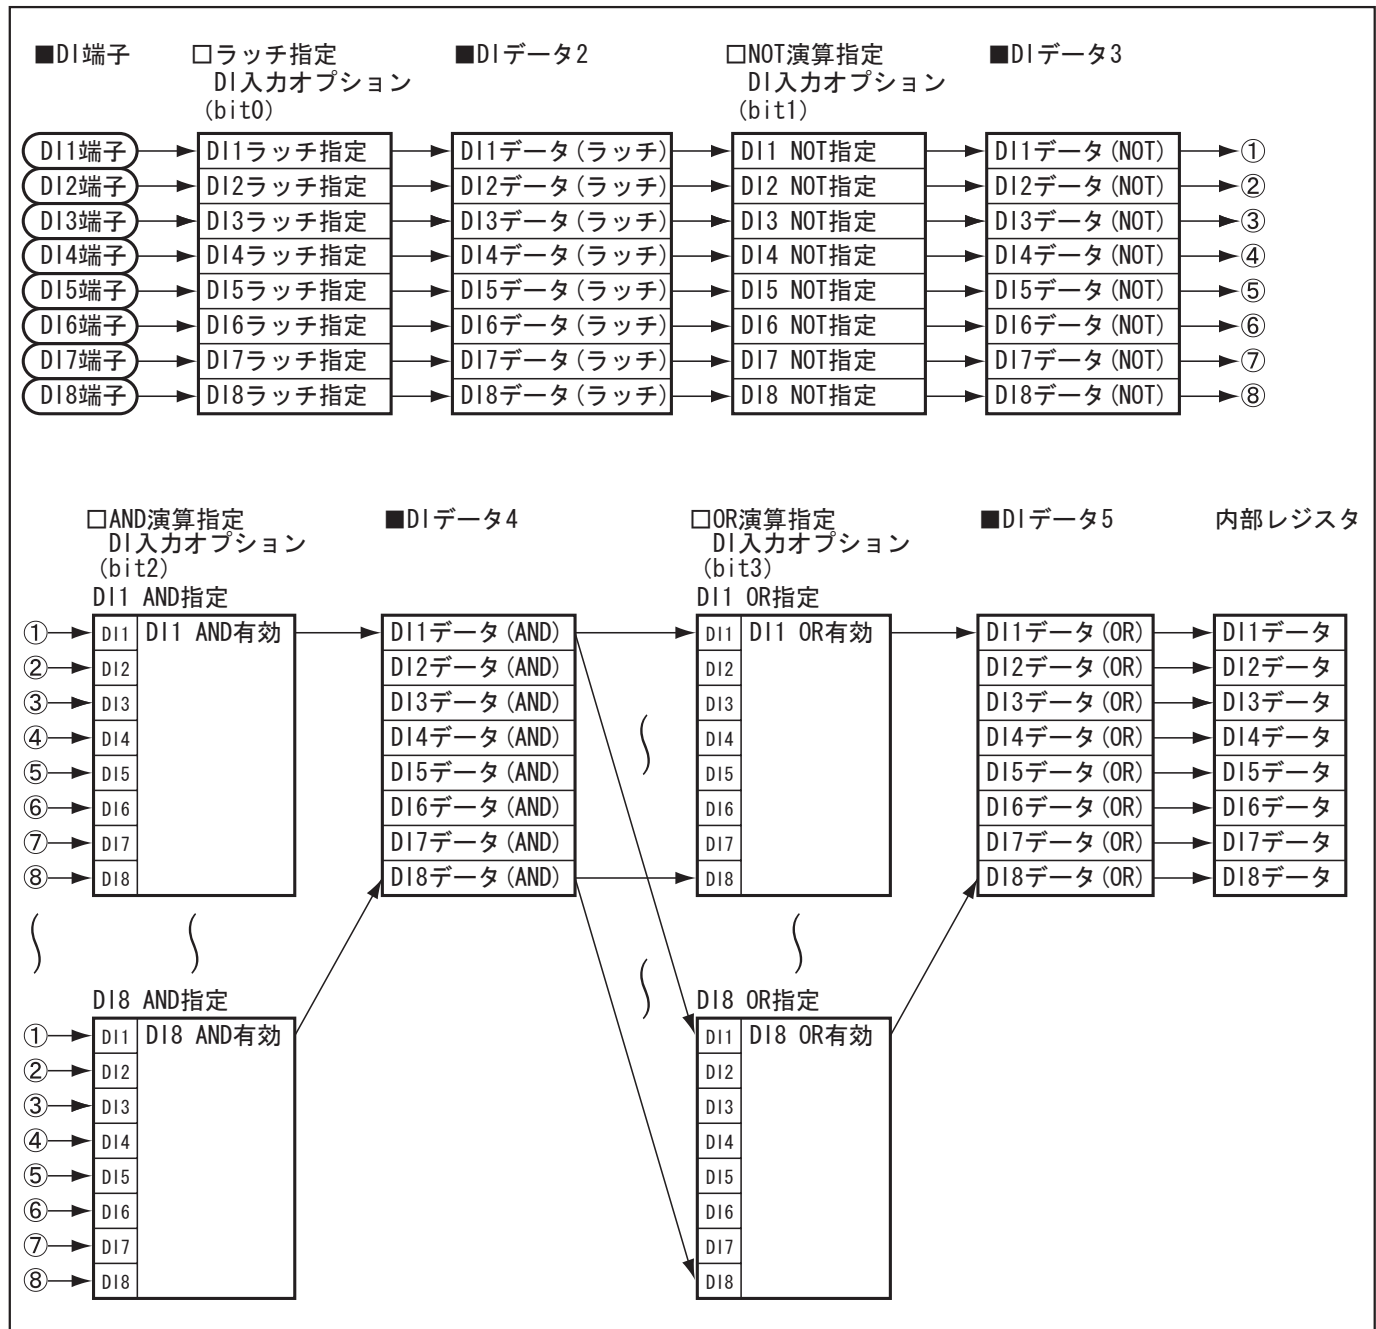 ■DI端子 □ラッチ指定 ■DIデータ2 □NOT演算指定 ■DIデータ3
DI入力オプション DI入力オプション
(bit0) (bit1)
DI1端子 DI1ラッチ指定 DI1データ(ラッチ) DI1 NOT指定 DI1データ(NOT) ①
DI2端子 DI2ラッチ指定 DI2データ(ラッチ) DI2 NOT指定 DI2データ(NOT) ②
DI3端子 DI3ラッチ指定 DI3データ(ラッチ) DI3 NOT指定 DI3データ(NOT) ③
DI4端子 DI4ラッチ指定 DI4データ(ラッチ) DI4 NOT指定 DI4データ(NOT) ④
DI5端子 DI5ラッチ指定 DI5データ(ラッチ) DI5 NOT指定 DI5データ(NOT) ⑤
DI6端子 DI6ラッチ指定 DI6データ(ラッチ) DI6 NOT指定 DI6データ(NOT) ⑥
DI7端子 DI7ラッチ指定 DI7データ(ラッチ) DI7 NOT指定 DI7データ(NOT) ⑦
DI8端子 DI8ラッチ指定 DI8データ(ラッチ) DI8 NOT指定 DI8データ(NOT) ⑧
□AND演算指定 ■DIデータ4 □OR演算指定 ■DIデータ5 内部レジスタ
DI入力オプション DI入力オプション
(bit2) (bit3)
DI1 AND指定 DI1 OR指定
① DI1 DI1 AND有効 DI1データ(AND) DI1 DI1 OR有効 DI1データ(OR) DI1データ
② DI2 DI2データ(AND) DI2 DI2データ(OR) DI2データ
③ DI3 DI3データ(AND) DI3 DI3データ(OR) DI3データ
④ DI4 DI4データ(AND) DI4 DI4データ(OR) DI4データ
⑤ DI5 DI5データ(AND) DI5 DI5データ(OR) DI5データ
⑥ DI6 DI6データ(AND) DI6 DI6データ(OR) DI6データ
⑦ DI7 DI7データ(AND) DI7 DI7データ(OR) DI7データ
⑧ DI8 DI8データ(AND) DI8 DI8データ(OR) DI8データ
DI8 AND指定 DI8 OR指定
① DI1 DI8 AND有効 DI1 DI8 OR有効
② DI2 DI2
③ DI3 DI3
④ DI4 DI4
⑤ DI5 DI5
⑥ DI6 DI6
⑦ DI7 DI7
⑧ DI8 DI8